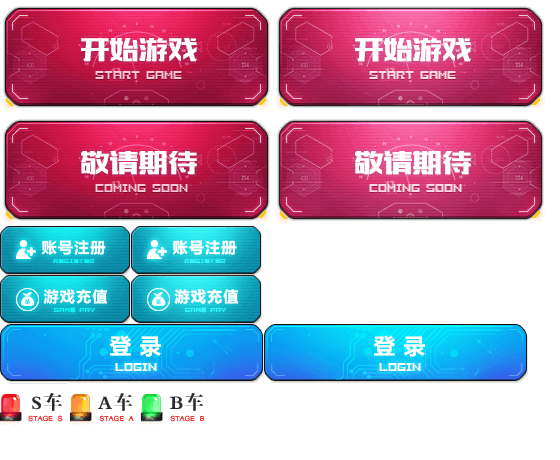 开始游戏 开始游戏
START GAME START GAME
敬请期待 敬请期待
COMING SOON COMING SOON
账号注册 账号注册
REGISTER REGISTER
游戏充值 游戏充值
GAME PAY GAME PAY
登录 登录
LOGIN LOGIN
S车 A车 B车
STAGE S STAGE A STAGE B